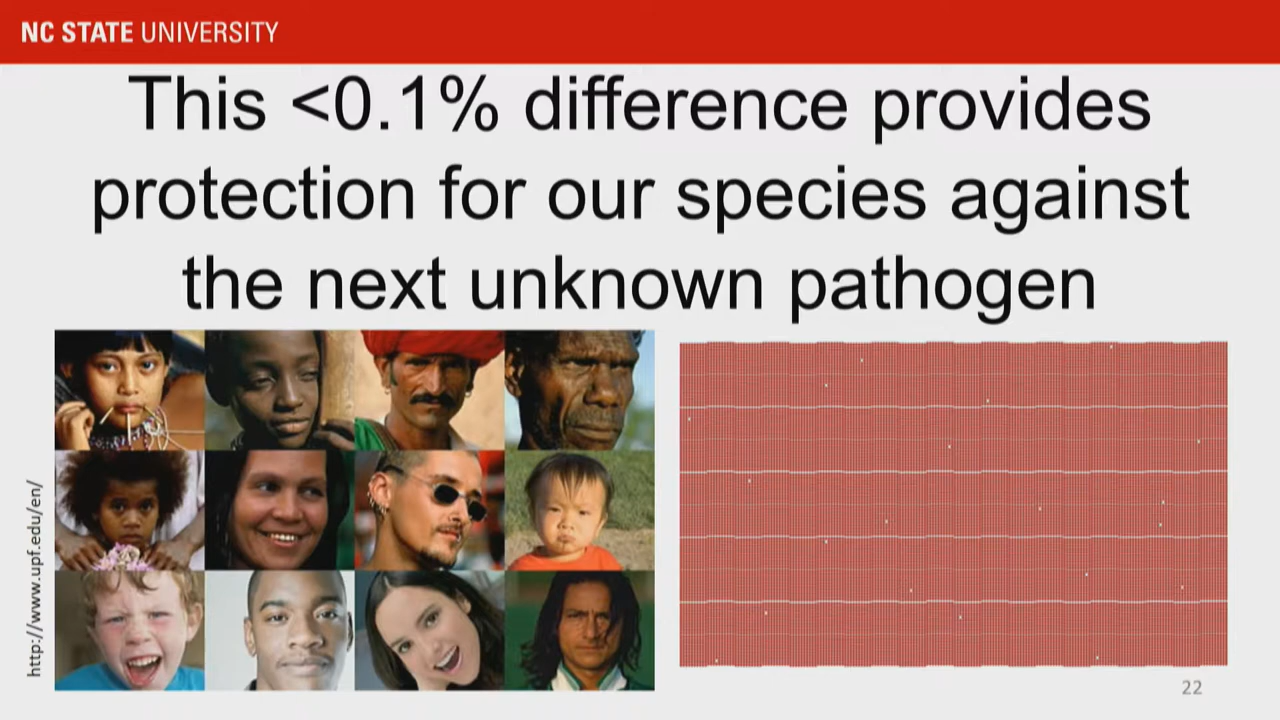 NC STATE UNIVERSITY
This <0.1% difference provides
protection for our species against
the next unknown pathogen
http://www.upf.edu/en/
22